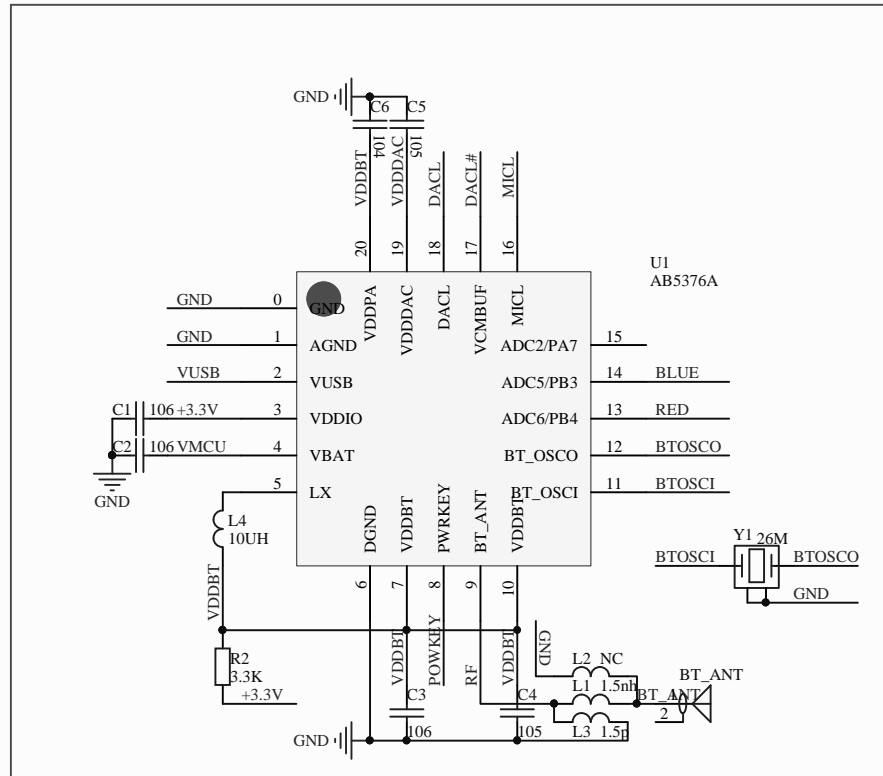 GND
C6
C5
104
105
VDDBT
VDDDAC
DACL
DACL#
MICL
20
19
18
17
16
U1
AB5376A
GND 0 GND
GND 1 AGND
VUSB 2 VUSB
C1 106 +3.3V 3 VDDIO
C2 106 VMCU 4 VBAT
GND
5 LX
VDDPA
VDDDAC
DACL
VCMBUF
MICL
ADC2/PA7 15
ADC5/PB3 14 BLUE
ADC6/PB4 13 RED
BT_OSCO 12 BTOSCO
BT_OSCI 11 BTOSCI
DGND
VDDBT
PWRKEY
BT_ANT
VDDBT
L4
10UH
VDDBT
6
7
8
9
10
Y1 26M
BTOSCI
BTOSCO
GND
R2
3.3K
+3.3V
VDDBT
POWKEY
RF
VDDBT
GND
L2 NC
L1 1.5nh
L3 1.5p
BT_ANT
BT_ANT
1
2
C3
106
C4
105
GND